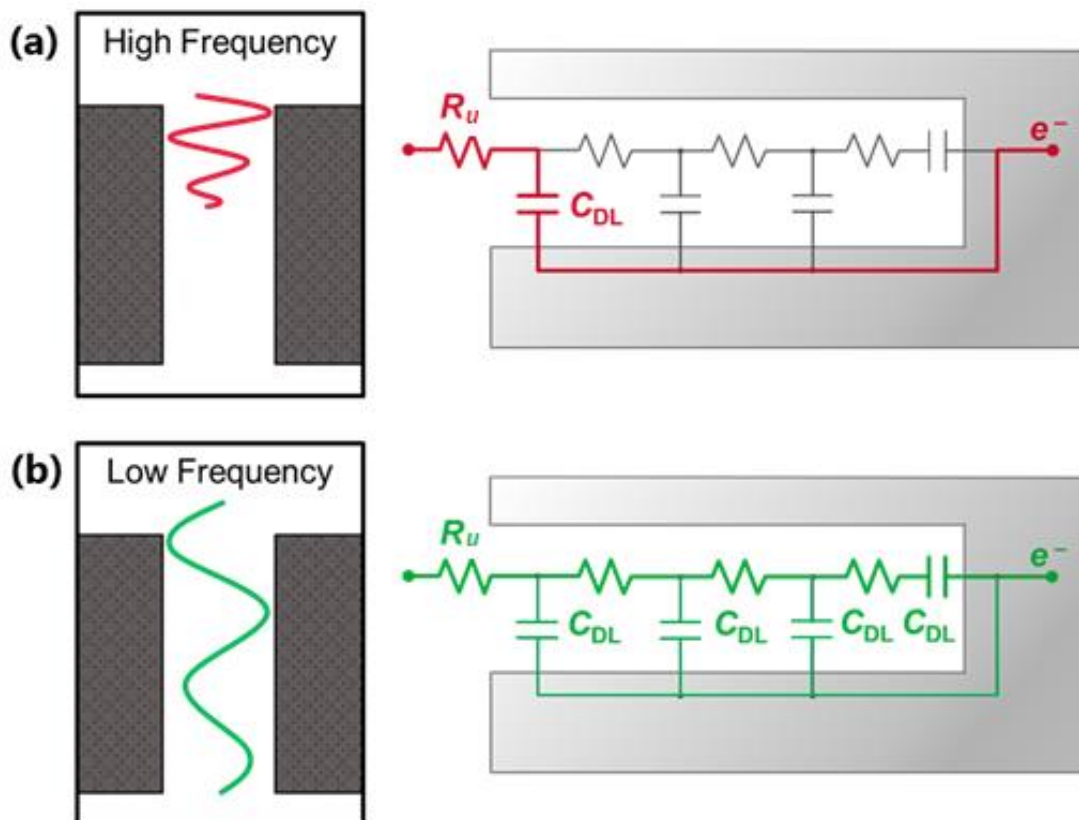 (a)
High Frequency
R_u
e⁻
C_DL
(b)
Low Frequency
R_u
e⁻
C_DL C_DL C_DL C_DL